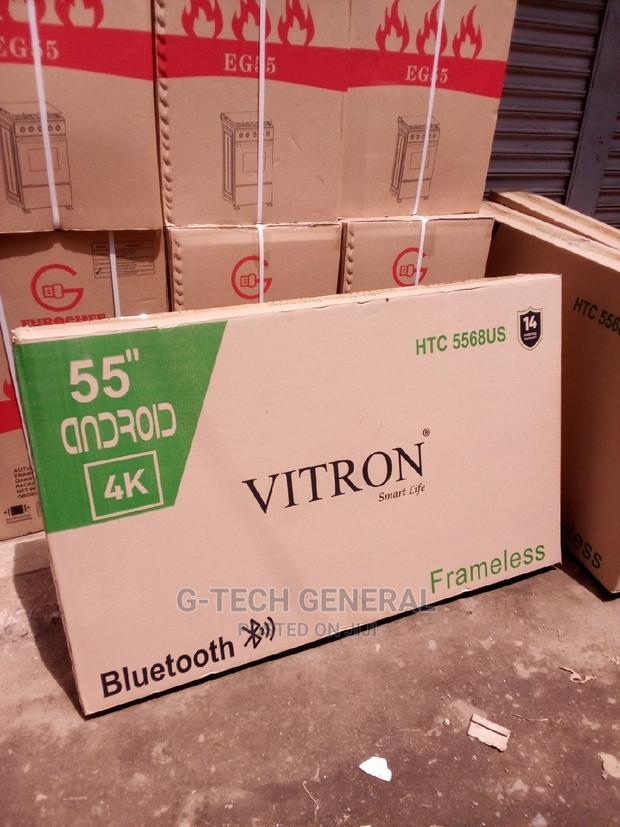 EG55
EG55
EG55
55"
ANDROID
4K
HTC 5568US
14
MONTHS
VITRON®
Smart Life
Frameless
Bluetooth
G-TECH GENERAL
POSTED ON JIJI
HTC 556
less